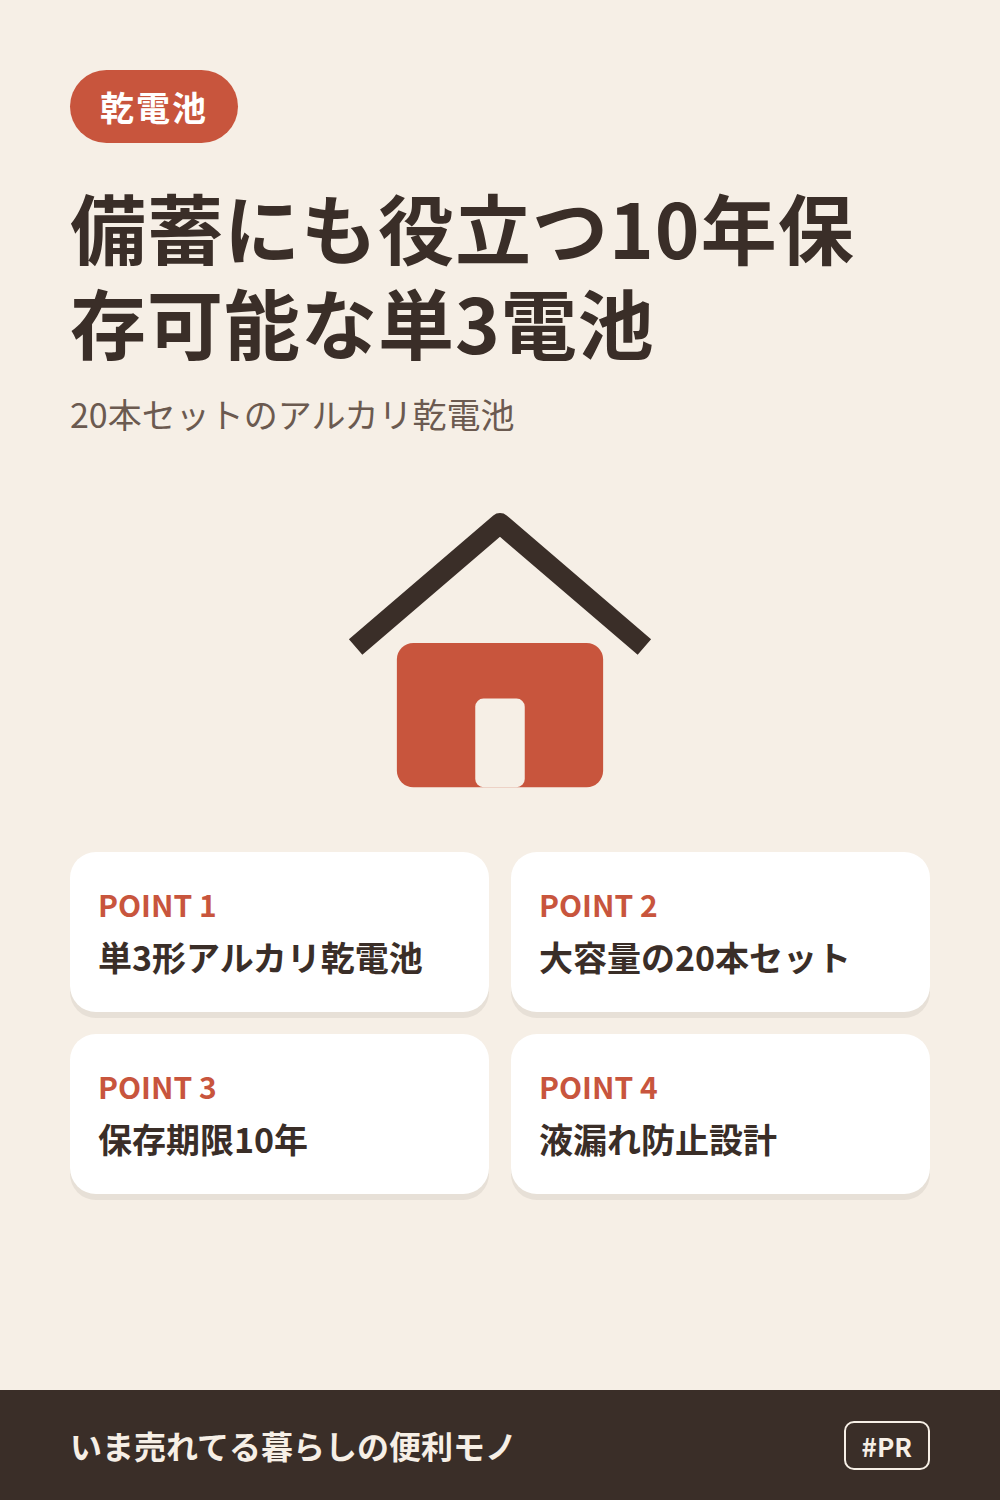 乾電池
備蓄にも役立つ10年保
存可能な単3電池
20本セットのアルカリ乾電池
POINT 1
単3形アルカリ乾電池
POINT 2
大容量の20本セット
POINT 3
保存期限10年
POINT 4
液漏れ防止設計
いま売れてる暮らしの便利モノ
#PR